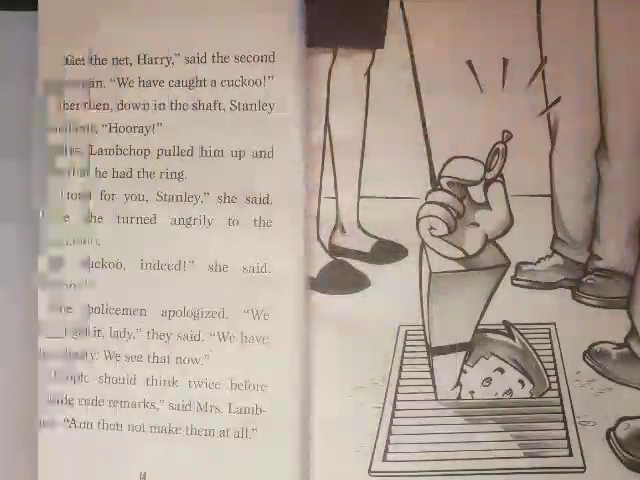 the net, Harry," said the second
"We have caught a cuckoo!"
then, down in the shaft, Stanley
"Hooray!"
Lambchop pulled him up and
he had the ring.
for you, Stanley," she said.
she turned angrily to the
indeed!" she said.
policemen apologized. "We
it, lady," they said. "We have
We see that now."
should think twice before
rude remarks," said Mrs. Lamb-
not make them at all."
14